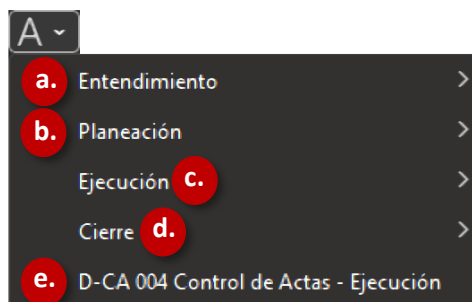 A
a. Entendimiento
b. Planeación
Ejecución c.
Cierre d.
e. D-CA 004 Control de Actas - Ejecución